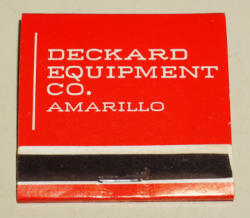 DECKARD
EQUIPMENT
CO.
AMARILLO